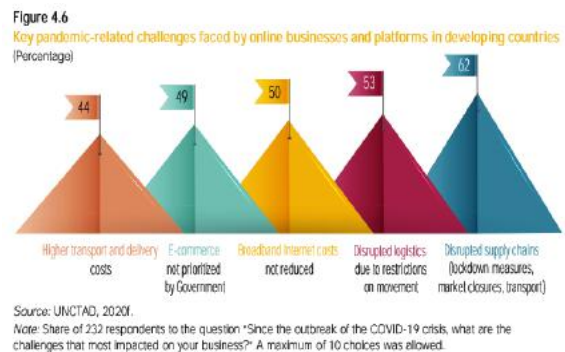 Figure 4.6
Key pandemic-related challenges faced by online businesses and platforms in developing countries
(Percentage)
44
49
50
53
62
Higher transport and delivery
costs
E-commerce
not prioritized
by Government
Broadband Internet costs
not reduced
Disrupted logistics
due to restrictions
on movement
Disrupted supply chains
(lockdown measures,
market closures, transport)
Source: UNCTAD, 2020f.
Note: Share of 232 respondents to the question "Since the outbreak of the COVID-19 crisis, what are the
challenges that most impacted on your business?" A maximum of 10 choices was allowed.